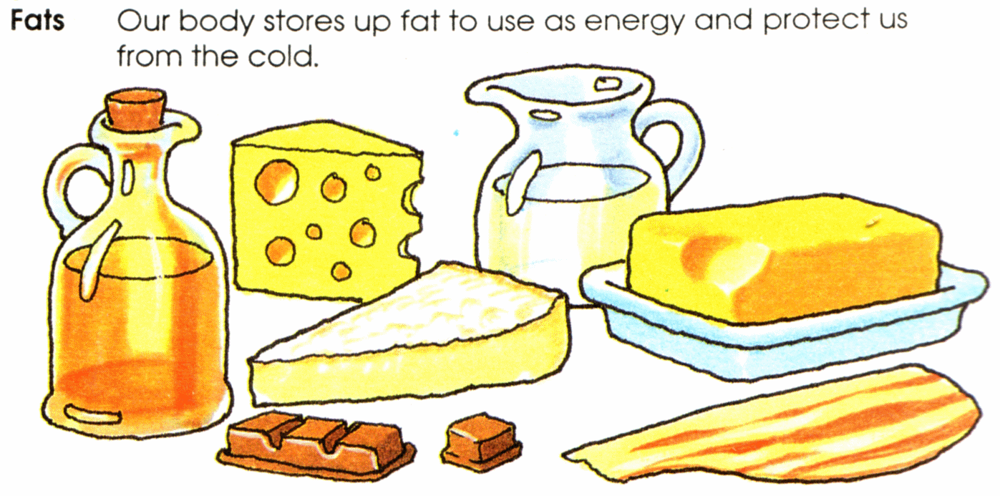 Fats Our body stores up fat to use as energy and protect us
from the cold.